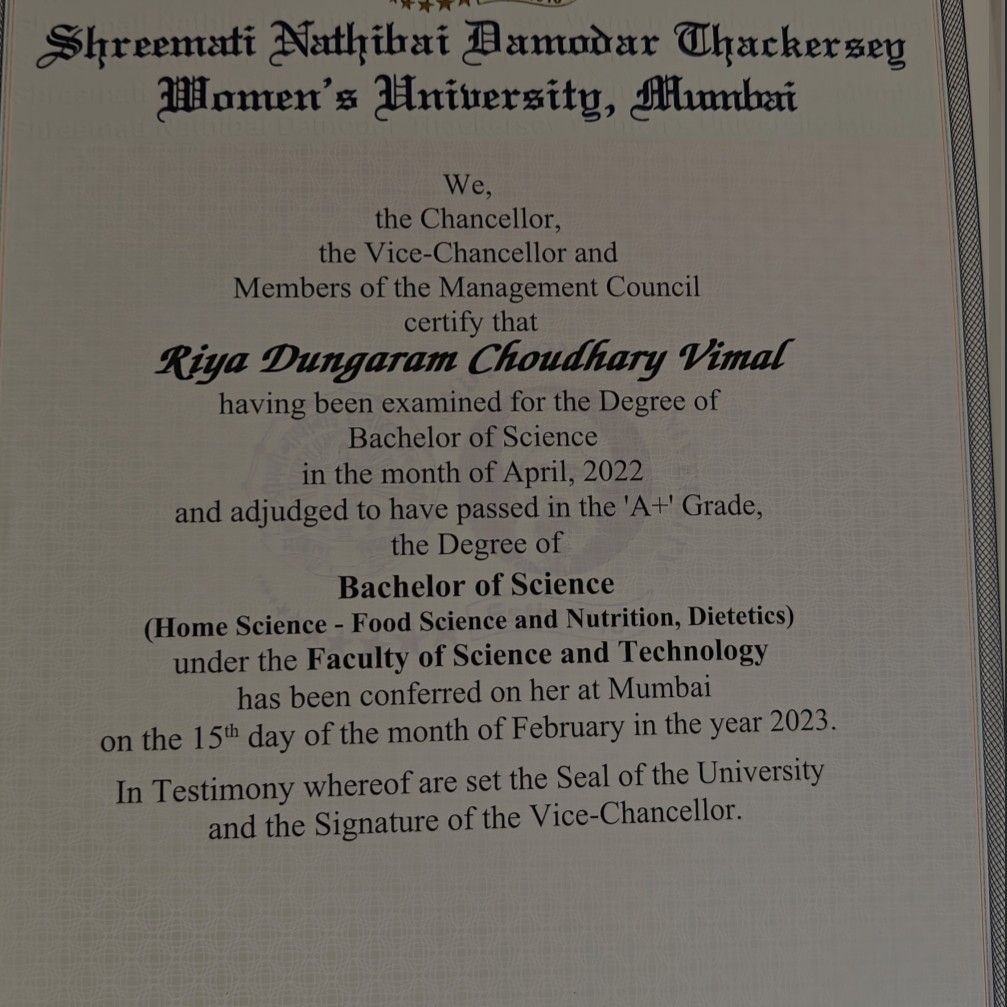 Shreemati Nathibai Damodar Thackersey
Women's University, Mumbai
We,
the Chancellor,
the Vice-Chancellor and
Members of the Management Council
certify that
Riya Dungaram Choudhary Vimal
having been examined for the Degree of
Bachelor of Science
in the month of April, 2022
and adjudged to have passed in the 'A+' Grade,
the Degree of
Bachelor of Science
(Home Science - Food Science and Nutrition, Dietetics)
under the Faculty of Science and Technology
has been conferred on her at Mumbai
on the 15th day of the month of February in the year 2023.
In Testimony whereof are set the Seal of the University
and the Signature of the Vice-Chancellor.